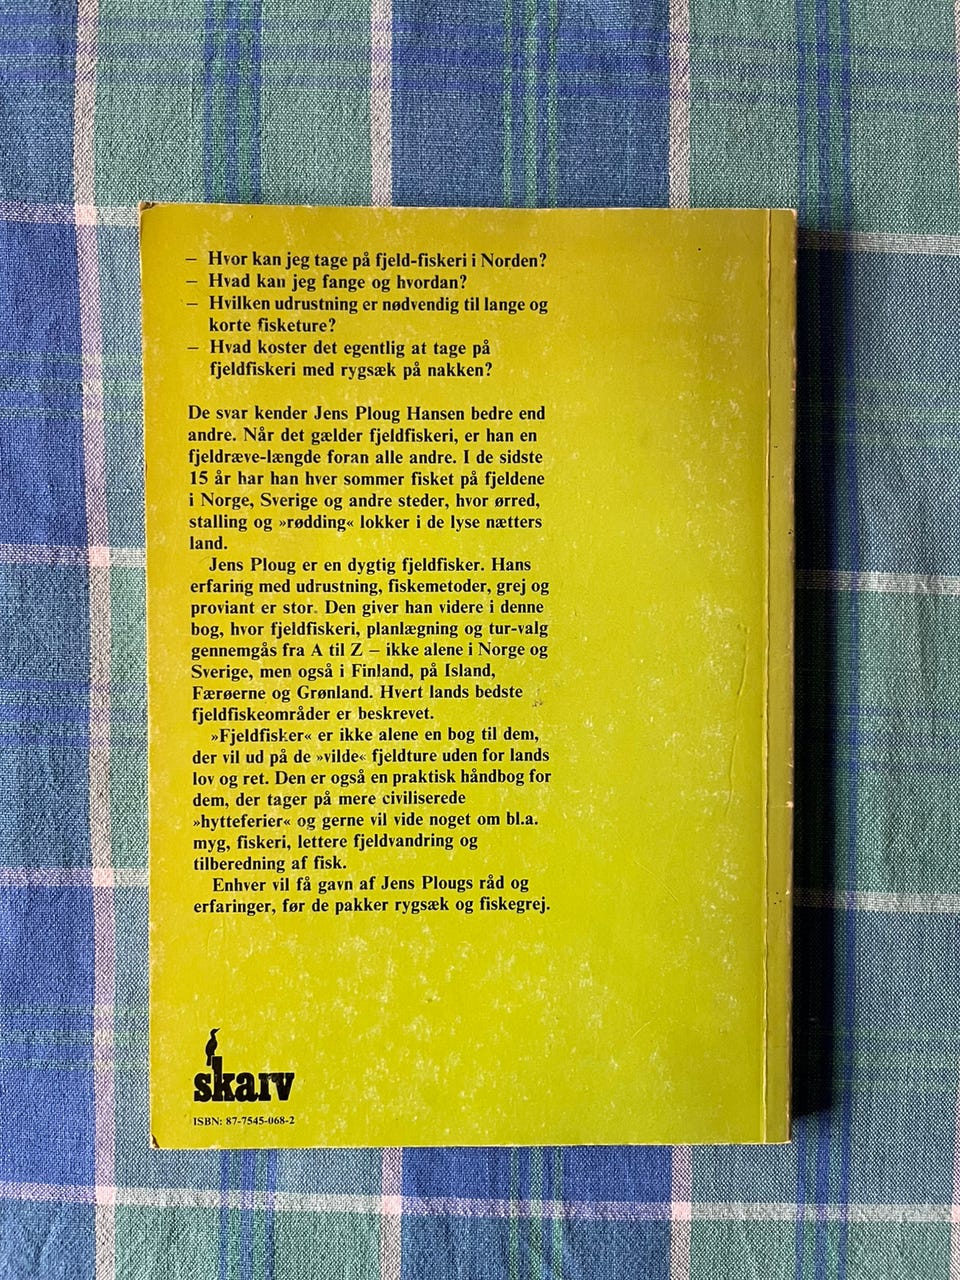 – Hvor kan jeg tage på fjeld-fiskeri i Norden?
– Hvad kan jeg fange og hvordan?
– Hvilken udrustning er nødvendig til lange og
korte fisketure?
– Hvad koster det egentlig at tage på
fjeldfiskeri med rygsæk på nakken?
De svar kender Jens Ploug Hansen bedre end
andre. Når det gælder fjeldfiskeri, er han en
fjeldræve-længde foran alle andre. I de sidste
15 år har han hver sommer fisket på fjeldene
i Norge, Sverige og andre steder, hvor ørred,
stalling og »rødding« lokker i de lyse nætters
land.
Jens Ploug er en dygtig fjeldfisker. Hans
erfaring med udrustning, fiskemetoder, grej og
proviant er stor. Den giver han videre i denne
bog, hvor fjeldfiskeri, planlægning og tur-valg
gennemgås fra A til Z – ikke alene i Norge og
Sverige, men også i Finland, på Island,
Færøerne og Grønland. Hvert lands bedste
fjeldfiskeområder er beskrevet.
»Fjeldfisker« er ikke alene en bog til dem,
der vil ud på de »vilde« fjeldture uden for lands
lov og ret. Den er også en praktisk håndbog for
dem, der tager på mere civiliserede
»hytteferier« og gerne vil vide noget om bl.a.
myg, fiskeri, lettere fjeldvandring og
tilberedning af fisk.
Enhver vil få gavn af Jens Plougs råd og
erfaringer, før de pakker rygsæk og fiskegrej.
skarv
ISBN: 87-7545-068-2